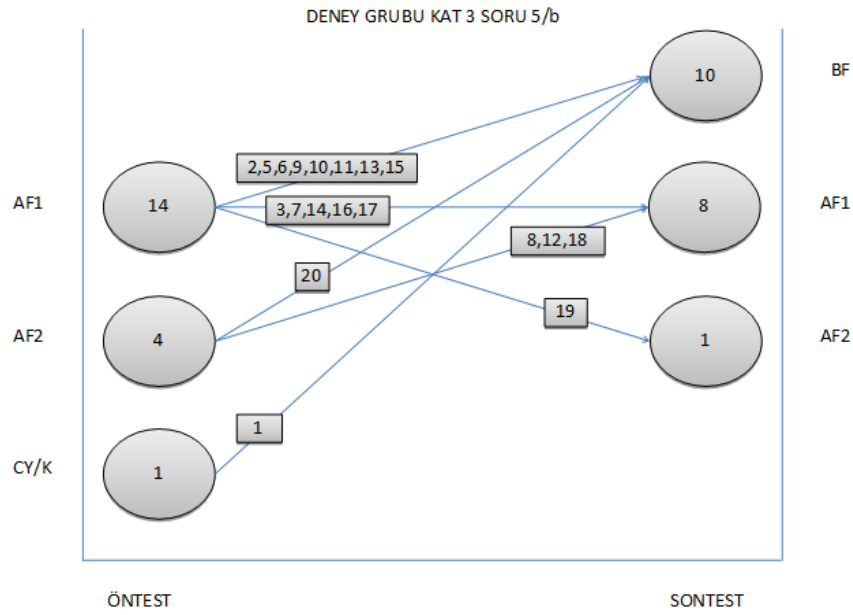 DENEY GRUBU KAT 3 SORU 5/b
10
BF
2,5,6,9,10,11,13,15
AF1
14
3,7,14,16,17
8
AF1
8,12,18
20
19
AF2
4
1
AF2
1
CY/K
1
ÖNTEST
SONTEST